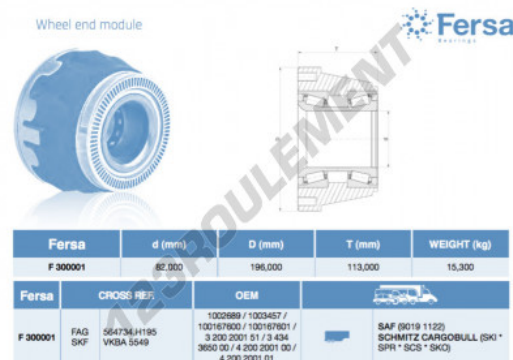 Wheel end module
Fersa
Bearings
T
D
d
123ROULEMENT
Fersa d (mm) D (mm) T (mm) WEIGHT (kg)
F 300001 82,000 196,000 113,000 15,300
Fersa CROSS REF. OEM
F 300001
FAG 564734.H195
SKF VKBA 5549
1002689 / 1003457 /
100167600 / 100167601 /
3 200 2001 51 / 3 434
3650 00 / 4 200 2001 00 /
4 200 2001 01
SAF (9019 1122)
SCHMITZ CARGOBULL (SKI *
SPR * SCS * SKO)